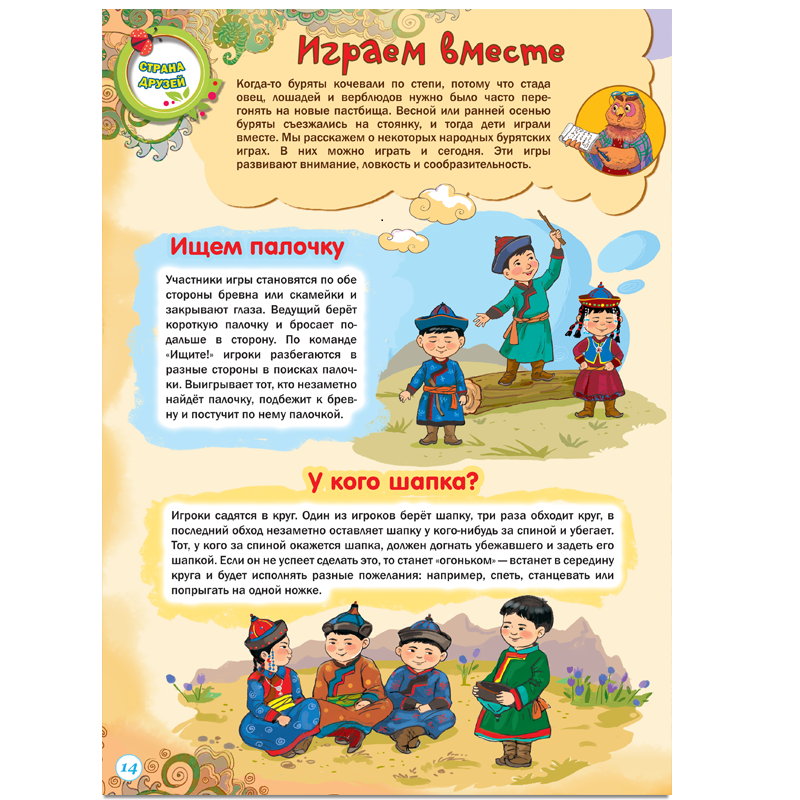 СТРАНА
ДРУЗЕЙ
Играем вместе
Когда-то буряты кочевали по степи, потому что стада
овец, лошадей и верблюдов нужно было часто пере-
гонять на новые пастбища. Весной или ранней осенью
буряты съезжались на стоянку, и тогда дети играли
вместе. Мы расскажем о некоторых народных бурятских
играх. В них можно играть и сегодня. Эти игры
развивают внимание, ловкость и сообразительность.
Ищем палочку
Участники игры становятся по обе
стороны бревна или скамейки и
закрывают глаза. Ведущий берёт
короткую палочку и бросает по-
дальше в сторону. По команде
«Ищите!» игроки разбегаются в
разные стороны в поисках палоч-
ки. Выигрывает тот, кто незаметно
найдёт палочку, подбежит к брев-
ну и постучит по нему палочкой.
У кого шапка?
Игроки садятся в круг. Один из игроков берёт шапку, три раза обходит круг, в
последний обход незаметно оставляет шапку у кого-нибудь за спиной и убегает.
Тот, у кого за спиной окажется шапка, должен догнать убежавшего и задеть его
шапкой. Если он не успеет сделать это, то станет «огоньком» — встанет в середину
круга и будет исполнять разные пожелания: например, спеть, станцевать или
попрыгать на одной ножке.
14